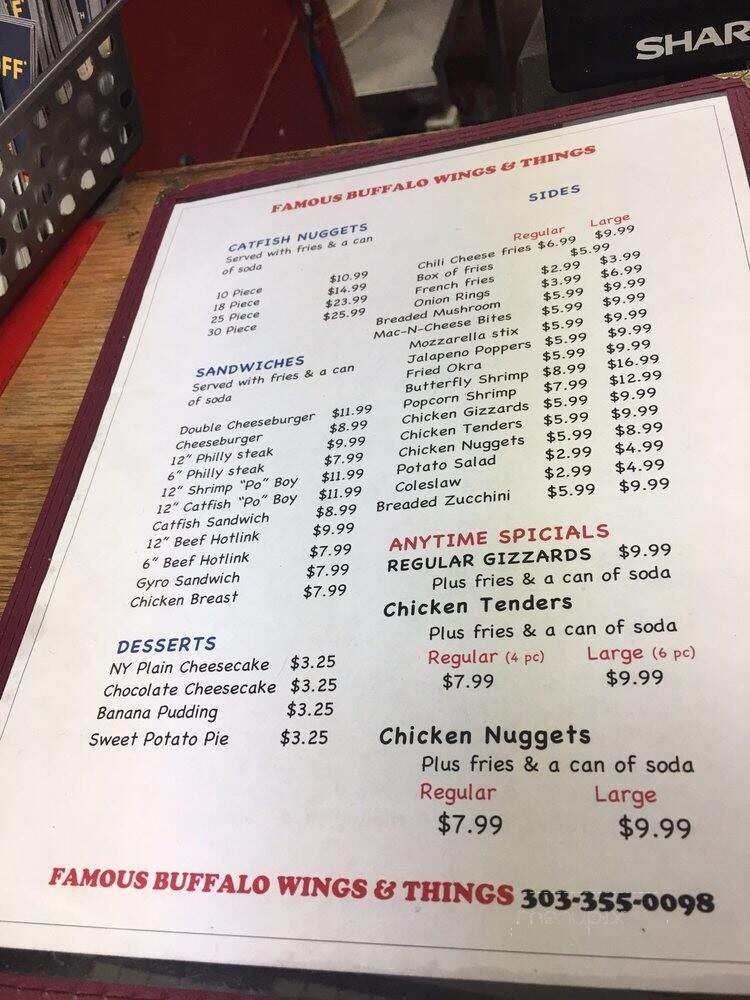 FF
SHAR
FAMOUS BUFFALO WINGS & THINGS
CATFISH NUGGETS
Served with fries & a can
of soda
10 Piece $10.99
18 Piece $14.99
25 Piece $23.99
30 Piece $25.99
SANDWICHES
Served with fries & a can
of soda
Double Cheeseburger $11.99
Cheeseburger $8.99
12" Philly steak $9.99
6" Philly steak $7.99
12" Shrimp "Po" Boy $11.99
12" Catfish "Po" Boy $11.99
Catfish Sandwich $8.99
12" Beef Hotlink $9.99
6" Beef Hotlink $7.99
Gyro Sandwich $7.99
Chicken Breast $7.99
DESSERTS
NY Plain Cheesecake $3.25
Chocolate Cheesecake $3.25
Banana Pudding $3.25
Sweet Potato Pie $3.25
SIDES
Regular Large
Chili Cheese fries $6.99 $9.99
Box of fries $5.99
French fries $2.99 $3.99
Onion Rings $3.99 $6.99
Breaded Mushroom $5.99 $9.99
Mac-N-Cheese Bites $5.99 $9.99
Mozzarella stix $5.99 $9.99
Jalapeno Poppers $5.99 $9.99
Fried Okra $5.99 $9.99
Butterfly Shrimp $8.99 $16.99
Popcorn Shrimp $7.99 $12.99
Chicken Gizzards $5.99 $9.99
Chicken Tenders $5.99 $9.99
Chicken Nuggets $5.99 $8.99
Potato Salad $2.99 $4.99
Coleslaw $2.99 $4.99
Breaded Zucchini $5.99 $9.99
ANYTIME SPICIALS
REGULAR GIZZARDS $9.99
Plus fries & a can of soda
Chicken Tenders
Plus fries & a can of soda
Regular (4 pc) Large (6 pc)
$7.99 $9.99
Chicken Nuggets
Plus fries & a can of soda
Regular Large
$7.99 $9.99
FAMOUS BUFFALO WINGS & THINGS 303-355-0098